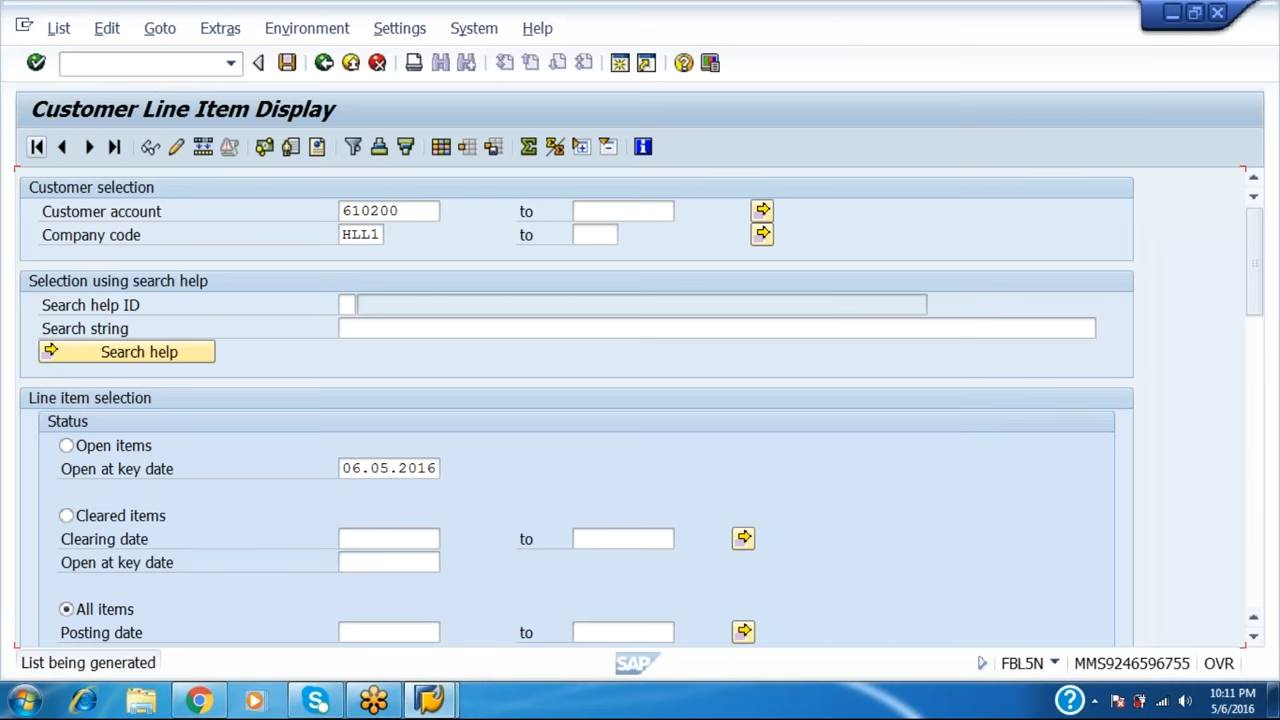 List Edit Goto Extras Environment Settings System Help
Customer Line Item Display
Customer selection
Customer account 610200 to
Company code HLL1 to
Selection using search help
Search help ID
Search string
Search help
Line item selection
Status
Open items
Open at key date 06.05.2016
Cleared items
Clearing date to
Open at key date
All items
Posting date to
List being generated SAP FBL5N MMS9246596755 OVR
10:11 PM
5/6/2016